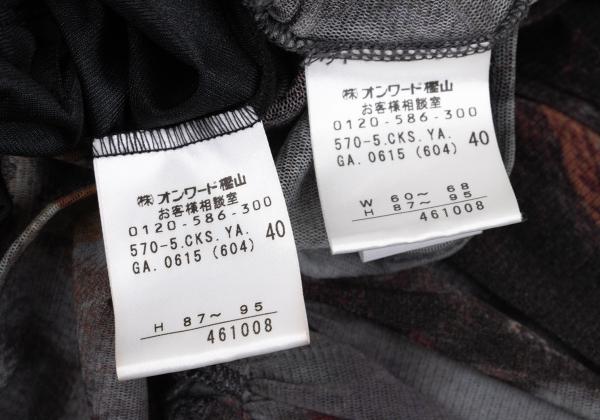 ㈱オンワード樫山
お客様相談室
0120-586-300
570-5.CKS.YA.
GA. 0615 (604)
40
H 87〜 95
461008
㈱オンワード樫山
お客様相談室
0120-586-300
570-5.CKS.YA.
GA. 0615 (604)
40
W 60〜 68
H 87〜 95
461008